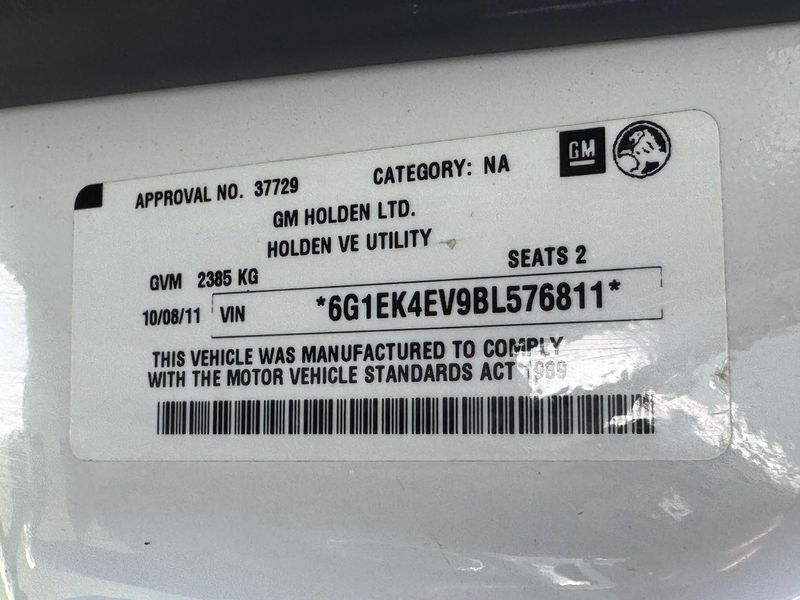 APPROVAL NO. 37729 CATEGORY: NA GM
GM HOLDEN LTD.
HOLDEN VE UTILITY
GVM 2385 KG SEATS 2
10/08/11 VIN *6G1EK4EV9BL576811*
THIS VEHICLE WAS MANUFACTURED TO COMPLY
WITH THE MOTOR VEHICLE STANDARDS ACT 1989